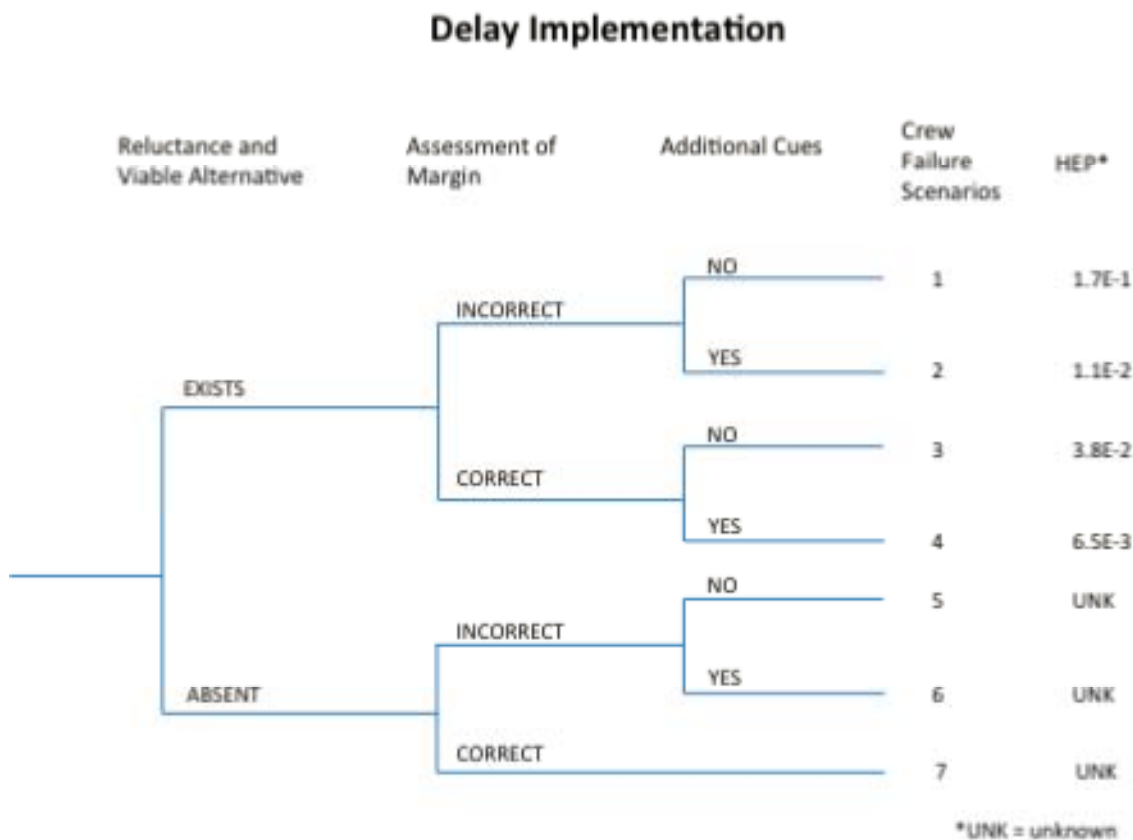 Delay Implementation
Reluctance and
Viable Alternative
Assessment of
Margin
Additional Cues
Crew
Failure
Scenarios
HEP*
NO
1
1.7E-1
INCORRECT
YES
2
1.1E-2
EXISTS
NO
3
3.8E-2
CORRECT
YES
4
6.5E-3
NO
5
UNK
INCORRECT
YES
6
UNK
ABSENT
CORRECT
7
UNK
*UNK = unknown